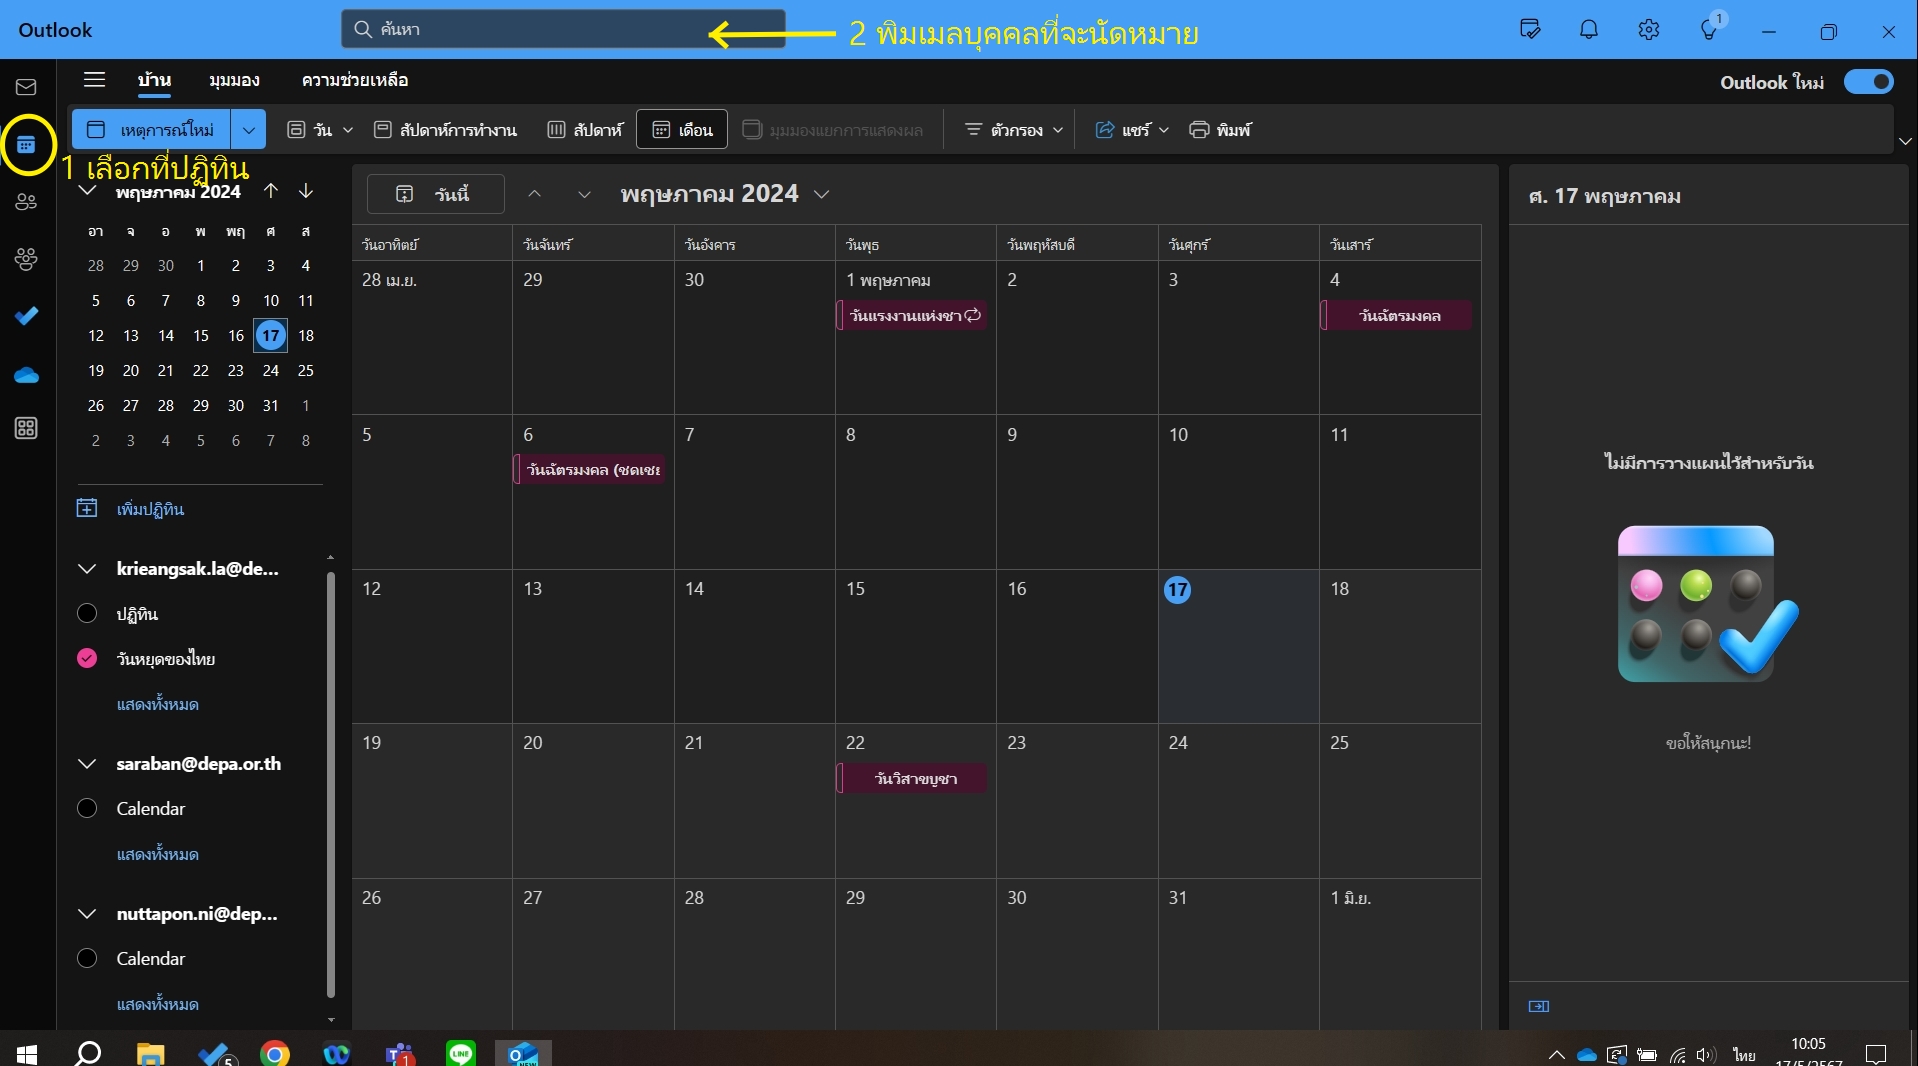 Outlook
ค้นหา
2 พิมเมลบุคคลที่จะนัดหมาย
1
บ้าน มุมมอง ความช่วยเหลือ
Outlook ใหม่
เหตุการณ์ใหม่ วัน สัปดาห์การทำงาน สัปดาห์ เดือน มุมมองแยกการแสดงผล ตัวกรอง แชร์ พิมพ์
1 เลือกที่ปฏิทิน
พฤษภาคม 2024
อา จ อ พ พฤ ศ ส
28 29 30 1 2 3 4
5 6 7 8 9 10 11
12 13 14 15 16 17 18
19 20 21 22 23 24 25
26 27 28 29 30 31 1
2 3 4 5 6 7 8
เพิ่มปฏิทิน
krieangsak.la@de...
ปฏิทิน
วันหยุดของไทย
แสดงทั้งหมด
saraban@depa.or.th
Calendar
แสดงทั้งหมด
nuttapon.ni@dep...
Calendar
แสดงทั้งหมด
วันนี้ พฤษภาคม 2024
วันอาทิตย์ วันจันทร์ วันอังคาร วันพุธ วันพฤหัสบดี วันศุกร์ วันเสาร์
28 เม.ย. 29 30 1 พฤษภาคม 2 3 4
วันแรงงานแห่งชา วันฉัตรมงคล
5 6 7 8 9 10 11
วันฉัตรมงคล (ชดเชย
12 13 14 15 16 17 18
19 20 21 22 23 24 25
วันวิสาขบูชา
26 27 28 29 30 31 1 มิ.ย.
ศ. 17 พฤษภาคม
ไม่มีการวางแผนไว้สำหรับวัน
ขอให้สนุกนะ!
5
1
LINE
NEW
ไทย
10:05
17/5/2567